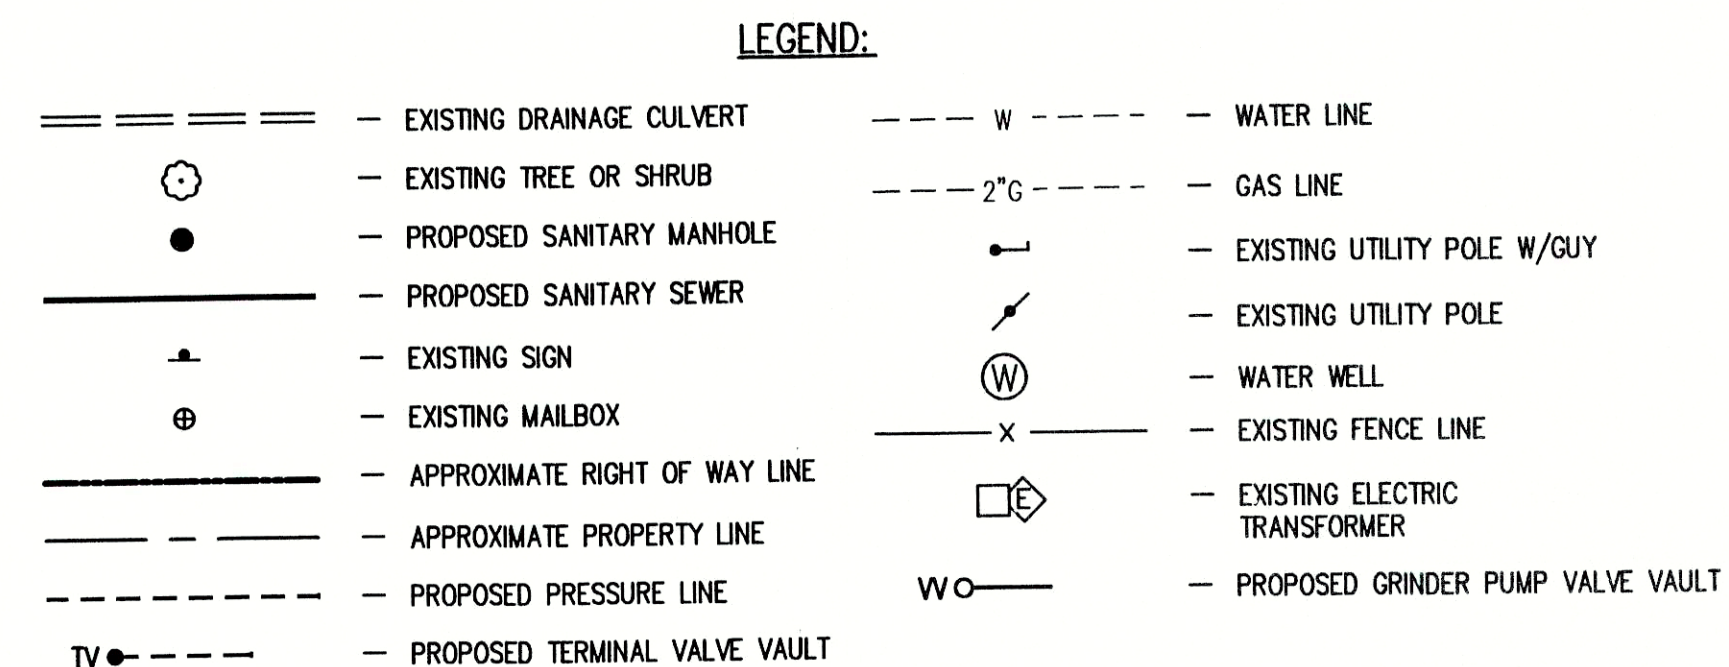 LEGEND:
— EXISTING DRAINAGE CULVERT
— EXISTING TREE OR SHRUB
— PROPOSED SANITARY MANHOLE
— PROPOSED SANITARY SEWER
— EXISTING SIGN
— EXISTING MAILBOX
— APPROXIMATE RIGHT OF WAY LINE
— APPROXIMATE PROPERTY LINE
— PROPOSED PRESSURE LINE
TV — PROPOSED TERMINAL VALVE VAULT
W — WATER LINE
2"G — GAS LINE
— EXISTING UTILITY POLE W/GUY
— EXISTING UTILITY POLE
W — WATER WELL
X — EXISTING FENCE LINE
E — EXISTING ELECTRIC
TRANSFORMER
VV — PROPOSED GRINDER PUMP VALVE VAULT